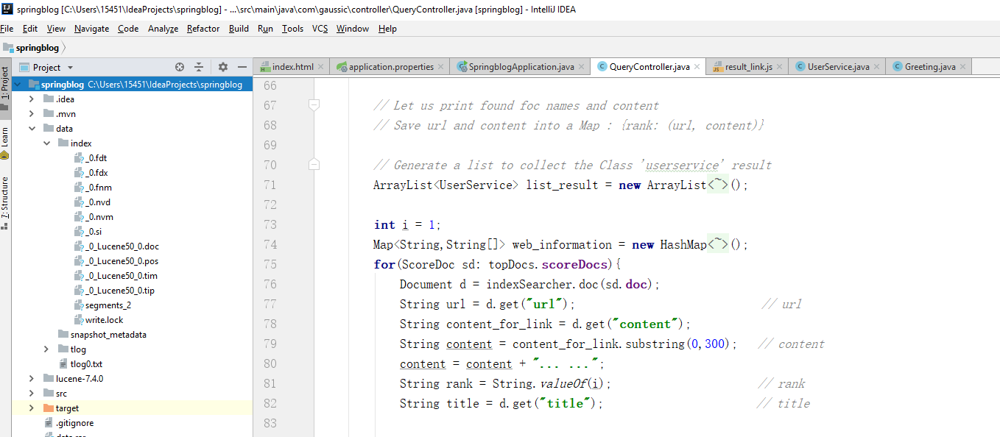 springblog [C:\Users\15451\IdeaProjects\springblog] - ...\src\main\java\com\gaussic\controller\QueryController.java [springblog] - IntelliJ IDEA
File Edit View Navigate Code Analyze Refactor Build Run Tools VCS Window Help
springblog
Project
index.html application.properties SpringblogApplication.java QueryController.java result_link.js UserService.java Greeting.java
1: Project
Learn
7: Structure
springblog C:\Users\15451\IdeaProjects\springblog
.idea
.mvn
data
index
_0.fdt
_0.fdx
_0.fnm
_0.nvd
_0.nvm
_0.si
_0_Lucene50_0.doc
_0_Lucene50_0.pos
_0_Lucene50_0.tim
_0_Lucene50_0.tip
segments_2
write.lock
snapshot_metadata
tlog
tlog0.txt
lucene-7.4.0
src
target
.gitignore
66
67 // Let us print found foc names and content
68 // Save url and content into a Map : {rank: (url, content)}
69
70 // Generate a list to collect the Class 'userservice' result
71 ArrayList<UserService> list_result = new ArrayList<~>();
72
73 int i = 1;
74 Map<String,String[]> web_information = new HashMap<~>();
75 for(ScoreDoc sd: topDocs.scoreDocs){
76 Document d = indexSearcher.doc(sd.doc);
77 String url = d.get("url"); // url
78 String content_for_link = d.get("content");
79 String content = content_for_link.substring(0,300); // content
80 content = content + "... ...";
81 String rank = String.valueOf(i); // rank
82 String title = d.get("title"); // title
83